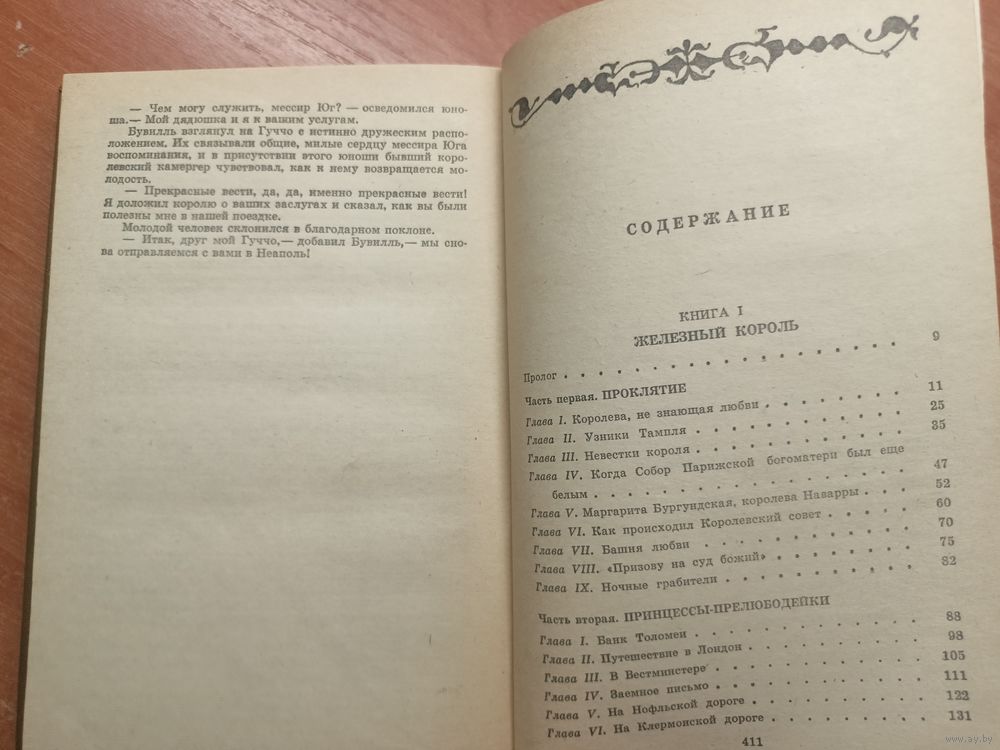 — Чем могу служить, мессир Юг? — осведомился юно-
ша.— Мой дядюшка и я к вашим услугам.
Бувилль взглянул на Гуччо с истинно дружеским распо-
ложением. Их связывали общие, милые сердцу мессира Юга
воспоминания, и в присутствии этого юноши бывший коро-
левский камергер чувствовал, как к нему возвращается мо-
лодость.
— Прекрасные вести, да, да, именно прекрасные вести!
Я доложил королю о ваших заслугах и сказал, как вы были
полезны мне в нашей поездке.
Молодой человек склонился в благодарном поклоне.
— Итак, друг мой Гуччо,— добавил Бувилль,— мы сно-
ва отправляемся с вами в Неаполь!
СОДЕРЖАНИЕ
КНИГА I
ЖЕЛЕЗНЫЙ КОРОЛЬ
Пролог . . . . . . . . . . . . . . . . . . 9
Часть первая. ПРОКЛЯТИЕ 11
Глава I. Королева, не знающая любви . . . . . . . 25
Глава II. Узники Тампля . . . . . . . . . . 35
Глава III. Невестки короля . . . . . . . . . .
Глава IV. Когда Собор Парижской богоматери был еще
белым . . . . . . . . . . . . . . . . 47
Глава V. Маргарита Бургундская, королева Наварры . . . 52
Глава VI. Как происходил Королевский совет . . . . . 60
Глава VII. Башня любви . . . . . . . . . . 70
Глава VIII. «Призову на суд божий» . . . . . . . 75
Глава IX. Ночные грабители . . . . . . . . . 82
Часть вторая. ПРИНЦЕССЫ-ПРЕЛЮБОДЕЙКИ
Глава I. Банк Толомеи . . . . . . . . . . . 88
Глава II. Путешествие в Лондон . . . . . . . . 98
Глава III. В Вестминстере . . . . . . . . . . 105
Глава IV. Заемное письмо . . . . . . . . . . 111
Глава V. На Нофльской дороге . . . . . . . . 122
Глава VI. На Клермонской дороге . . . . . . . 131
411
www.ay.by